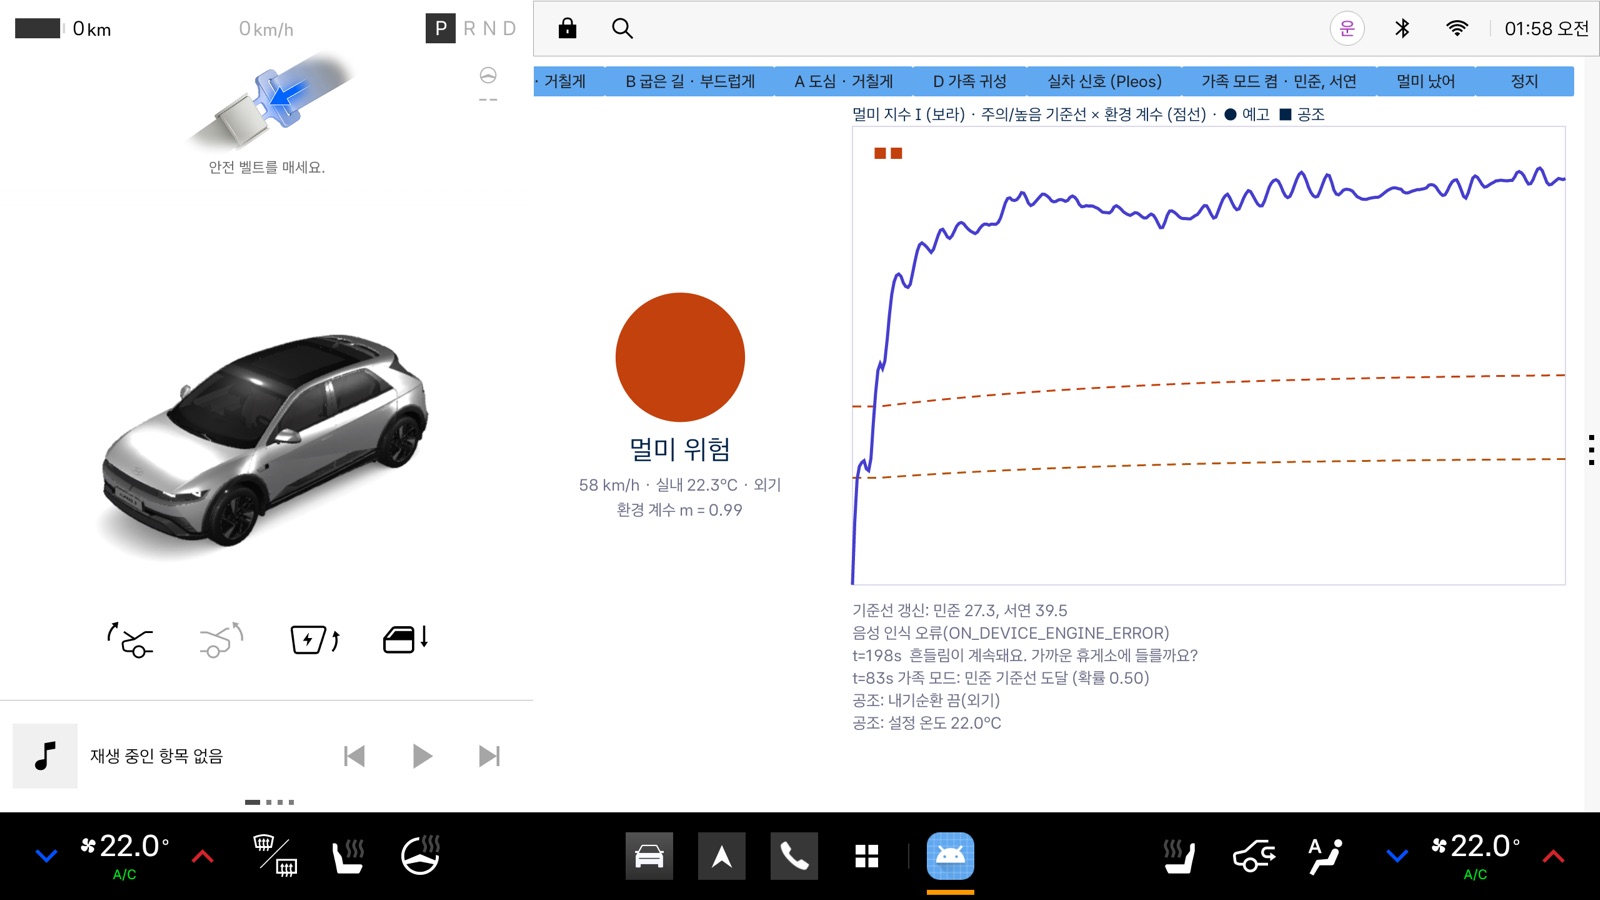 0 km
0 km/h
P R N D
안전 벨트를 매세요.
재생 중인 항목 없음
운
01:58 오전
· 거칠게
B 굽은 길 · 부드럽게
A 도심 · 거칠게
D 가족 귀성
실차 신호 (Pleos)
가족 모드 켬 · 민준, 서연
멀미 났어
정지
멀미 지수 I (보라) · 주의/높음 기준선 × 환경 계수 (점선) · ● 예고 ■ 공조
멀미 위험
58 km/h · 실내 22.3°C · 외기
환경 계수 m = 0.99
기준선 갱신: 민준 27.3, 서연 39.5
음성 인식 오류(ON_DEVICE_ENGINE_ERROR)
t=198s 흔들림이 계속돼요. 가까운 휴게소에 들를까요?
t=83s 가족 모드: 민준 기준선 도달 (확률 0.50)
공조: 내기순환 끔(외기)
공조: 설정 온도 22.0°C
22.0°
A/C
A
22.0°
A/C